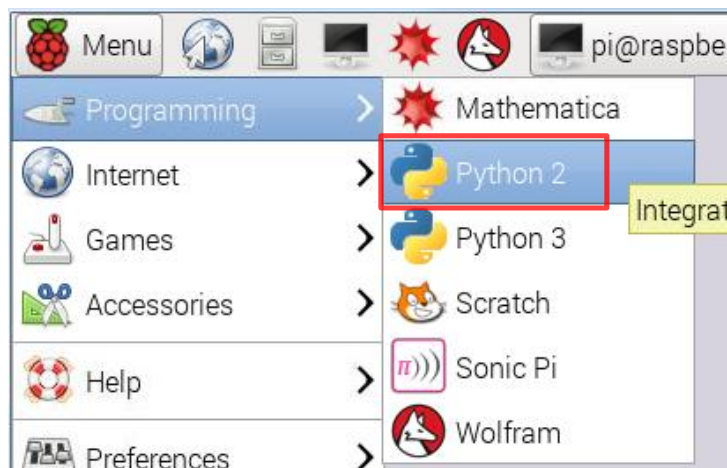 Menu
pi@raspbe
Programming
Internet
Games
Accessories
Help
Preferences
Mathematica
Python 2
Integrat
Python 3
Scratch
π)))
Sonic Pi
Wolfram